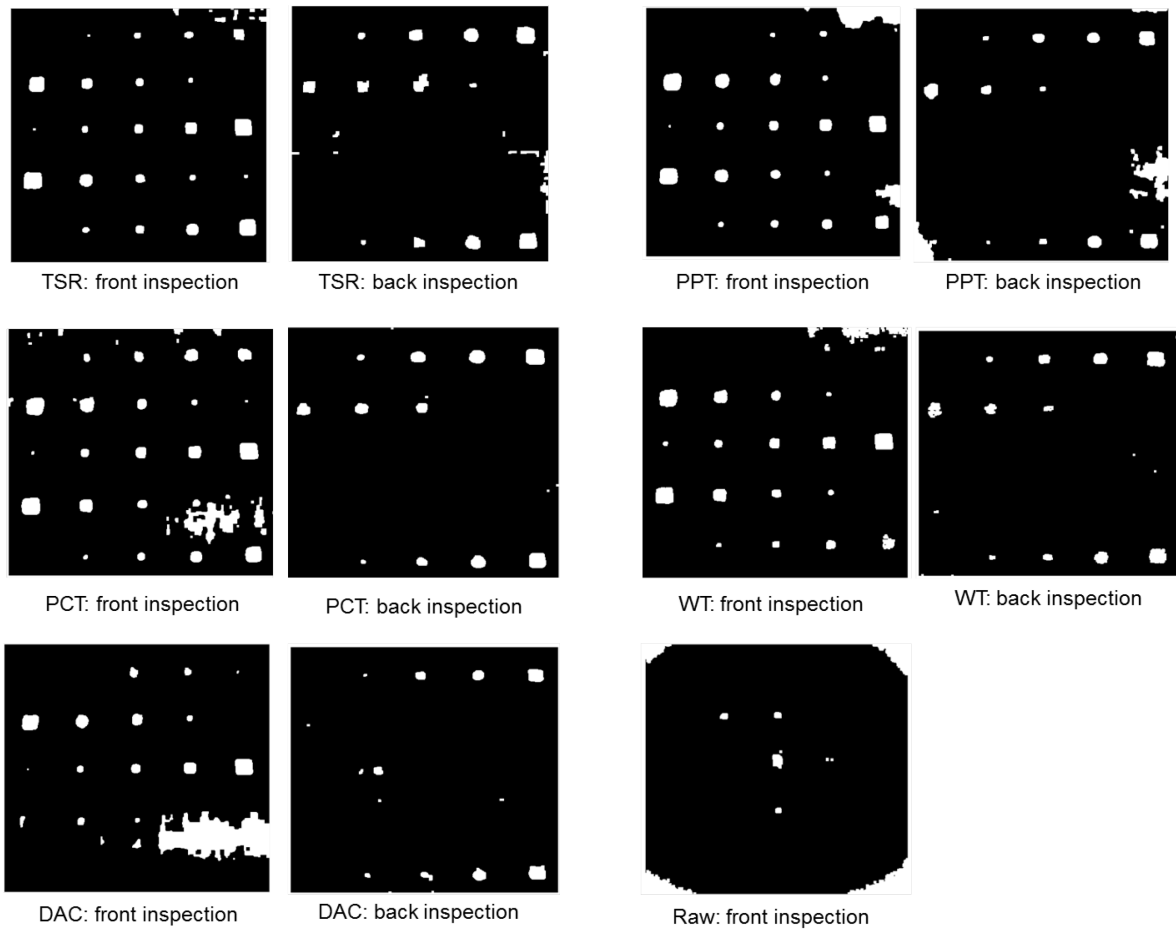 TSR: front inspection
TSR: back inspection
PPT: front inspection
PPT: back inspection
PCT: front inspection
PCT: back inspection
WT: front inspection
WT: back inspection
DAC: front inspection
DAC: back inspection
Raw: front inspection